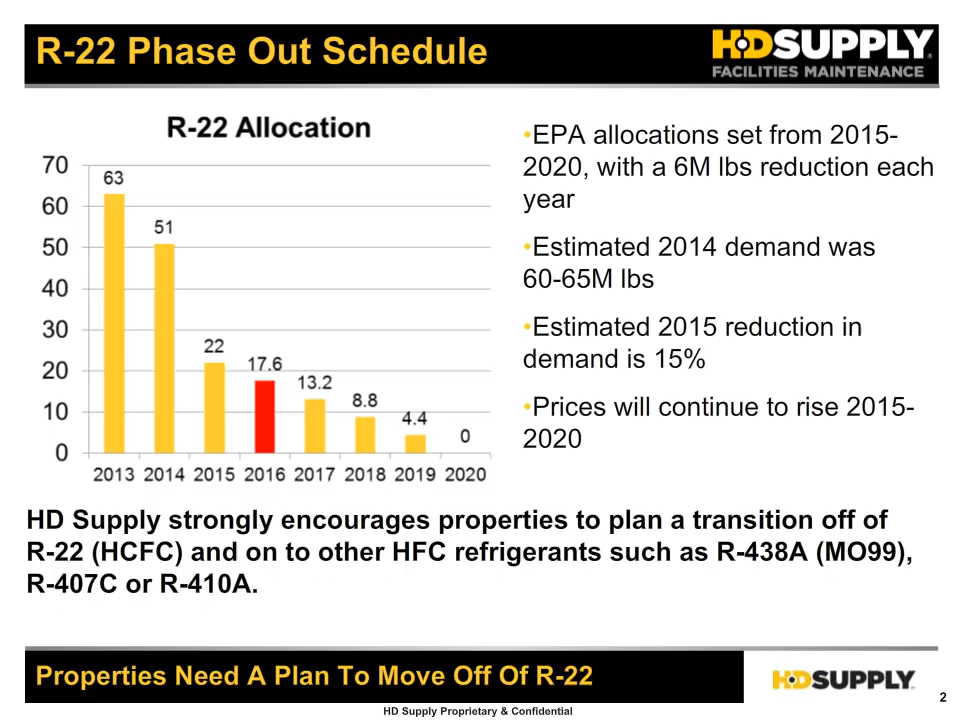 R-22 Phase Out Schedule
HDSUPPLY®
FACILITIES MAINTENANCE
R-22 Allocation
70
60
50
40
30
20
10
0
63
51
22
17.6
13.2
8.8
4.4
0
2013 2014 2015 2016 2017 2018 2019 2020
•EPA allocations set from 2015-
2020, with a 6M lbs reduction each
year
•Estimated 2014 demand was
60-65M lbs
•Estimated 2015 reduction in
demand is 15%
•Prices will continue to rise 2015-
2020
HD Supply strongly encourages properties to plan a transition off of
R-22 (HCFC) and on to other HFC refrigerants such as R-438A (MO99),
R-407C or R-410A.
Properties Need A Plan To Move Off Of R-22
HDSUPPLY
2
HD Supply Proprietary & Confidential